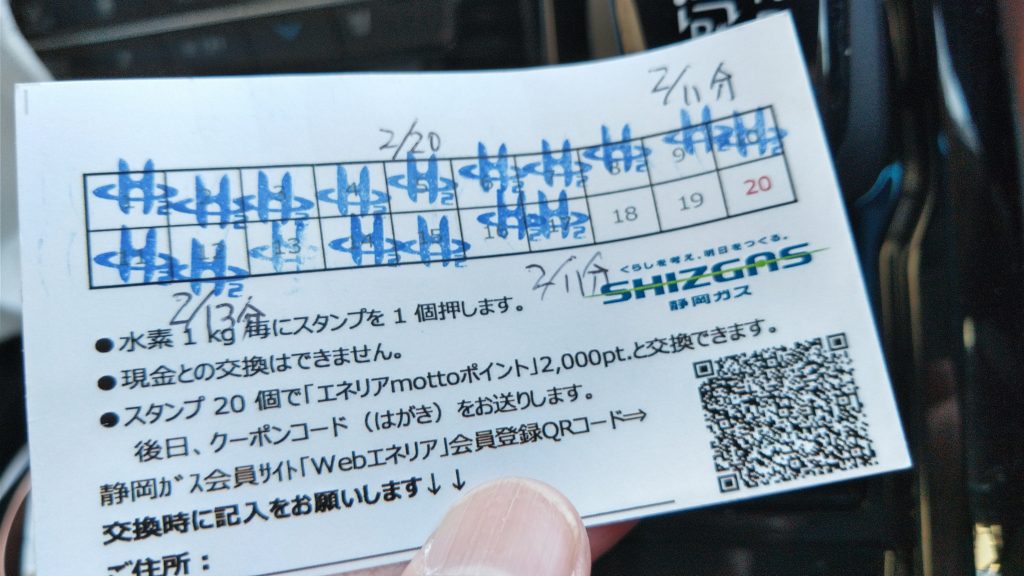 2/11分
2/20
9
18 19 20
13
2/11分
2/13分
くらしを考え、明日をつくる。
SHIZGAS
静岡ガス
●水素 1 kg 毎にスタンプを 1 個押します。
●現金との交換はできません。
●スタンプ 20 個で「エネリアmottoポイント」2,000pt.と交換できます。
後日、クーポンコード（はがき）をお送りします。
静岡ガス会員サイト「Webエネリア」会員登録QRコード⇒
交換時に記入をお願いします↓↓
ご住所：